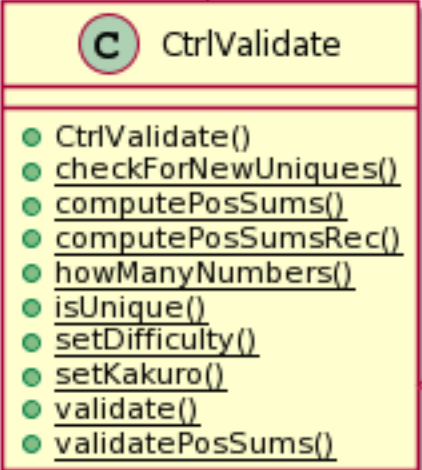 C CtrlValidate
CtrlValidate()
checkForNewUniques()
computePosSums()
computePosSumsRec()
howManyNumbers()
isUnique()
setDifficulty()
setKakuro()
validate()
validatePosSums()